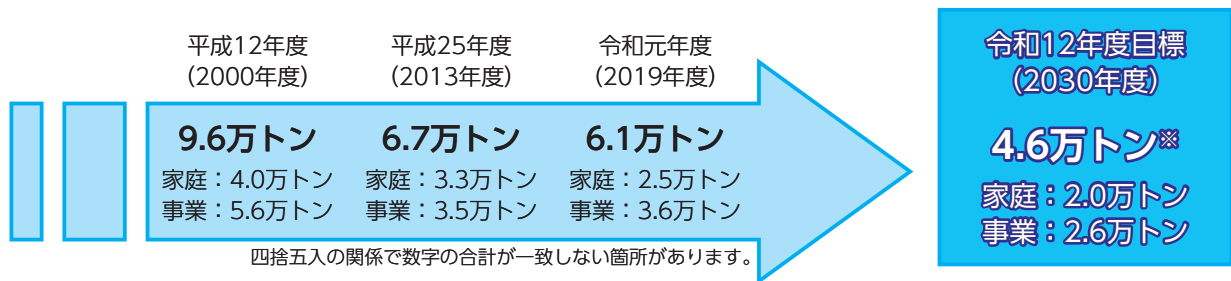 平成12年度
(2000年度)
9.6万トン
家庭：4.0万トン
事業：5.6万トン
平成25年度
(2013年度)
6.7万トン
家庭：3.3万トン
事業：3.5万トン
令和元年度
(2019年度)
6.1万トン
家庭：2.5万トン
事業：3.6万トン
四捨五入の関係で数字の合計が一致しない箇所があります。
令和12年度目標
(2030年度)
4.6万トン※
家庭：2.0万トン
事業：2.6万トン